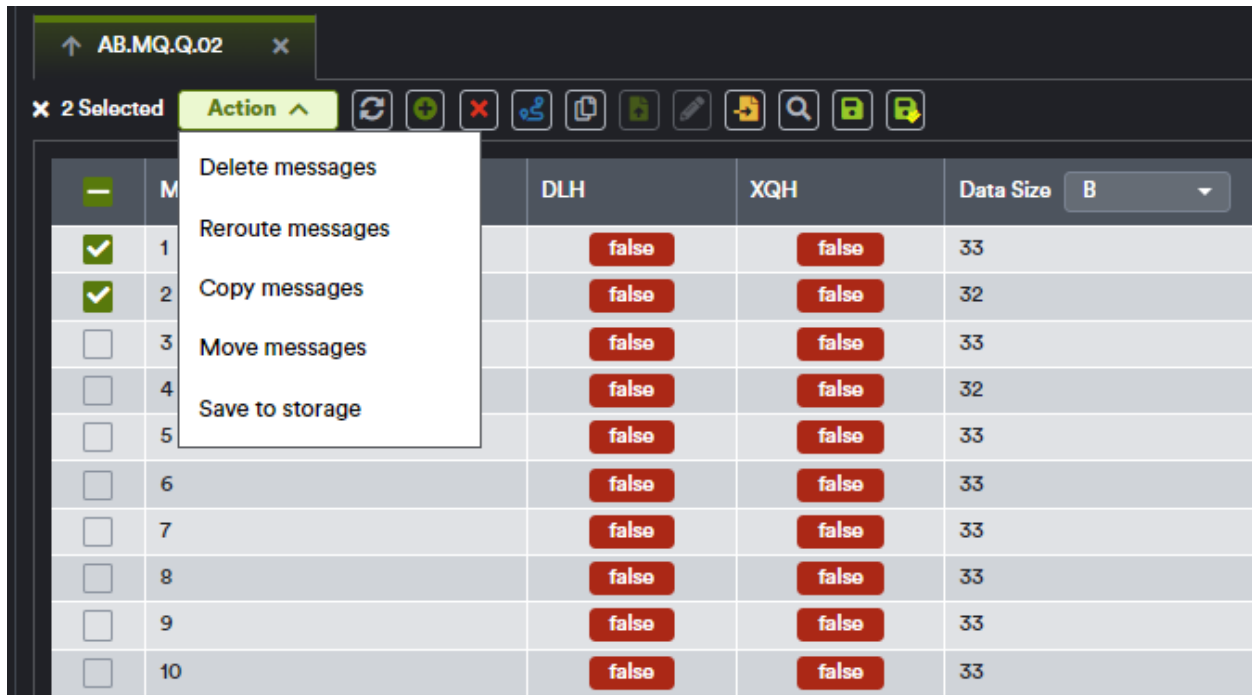 AB.MQ.Q.02
2 Selected Action
Delete messages
Reroute messages
Copy messages
Move messages
Save to storage
M DLH XQH Data Size B
1 false false 33
2 false false 32
3 false false 33
4 false false 32
5 false false 33
6 false false 33
7 false false 33
8 false false 33
9 false false 33
10 false false 33